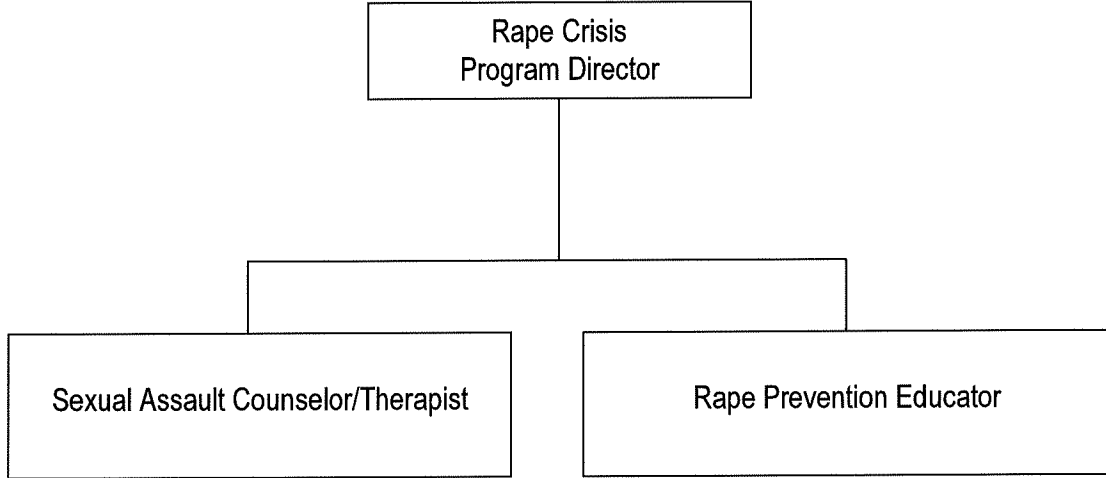 Rape Crisis
Program Director
Sexual Assault Counselor/Therapist
Rape Prevention Educator